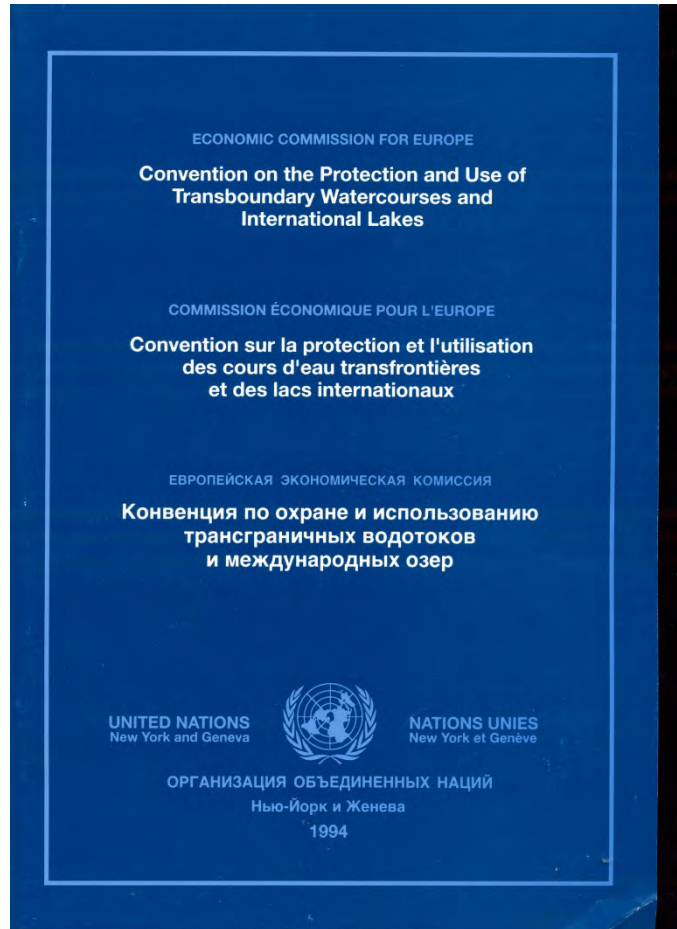 ECONOMIC COMMISSION FOR EUROPE
Convention on the Protection and Use of
Transboundary Watercourses and
International Lakes
COMMISSION ÉCONOMIQUE POUR L'EUROPE
Convention sur la protection et l'utilisation
des cours d'eau transfrontières
et des lacs internationaux
ЕВРОПЕЙСКАЯ ЭКОНОМИЧЕСКАЯ КОМИССИЯ
Конвенция по охране и использованию
трансграничных водотоков
и международных озер
UNITED NATIONS
New York and Geneva
NATIONS UNIES
New York et Genève
ОРГАНИЗАЦИЯ ОБЪЕДИНЕННЫХ НАЦИЙ
Нью-Йорк и Женева
1994